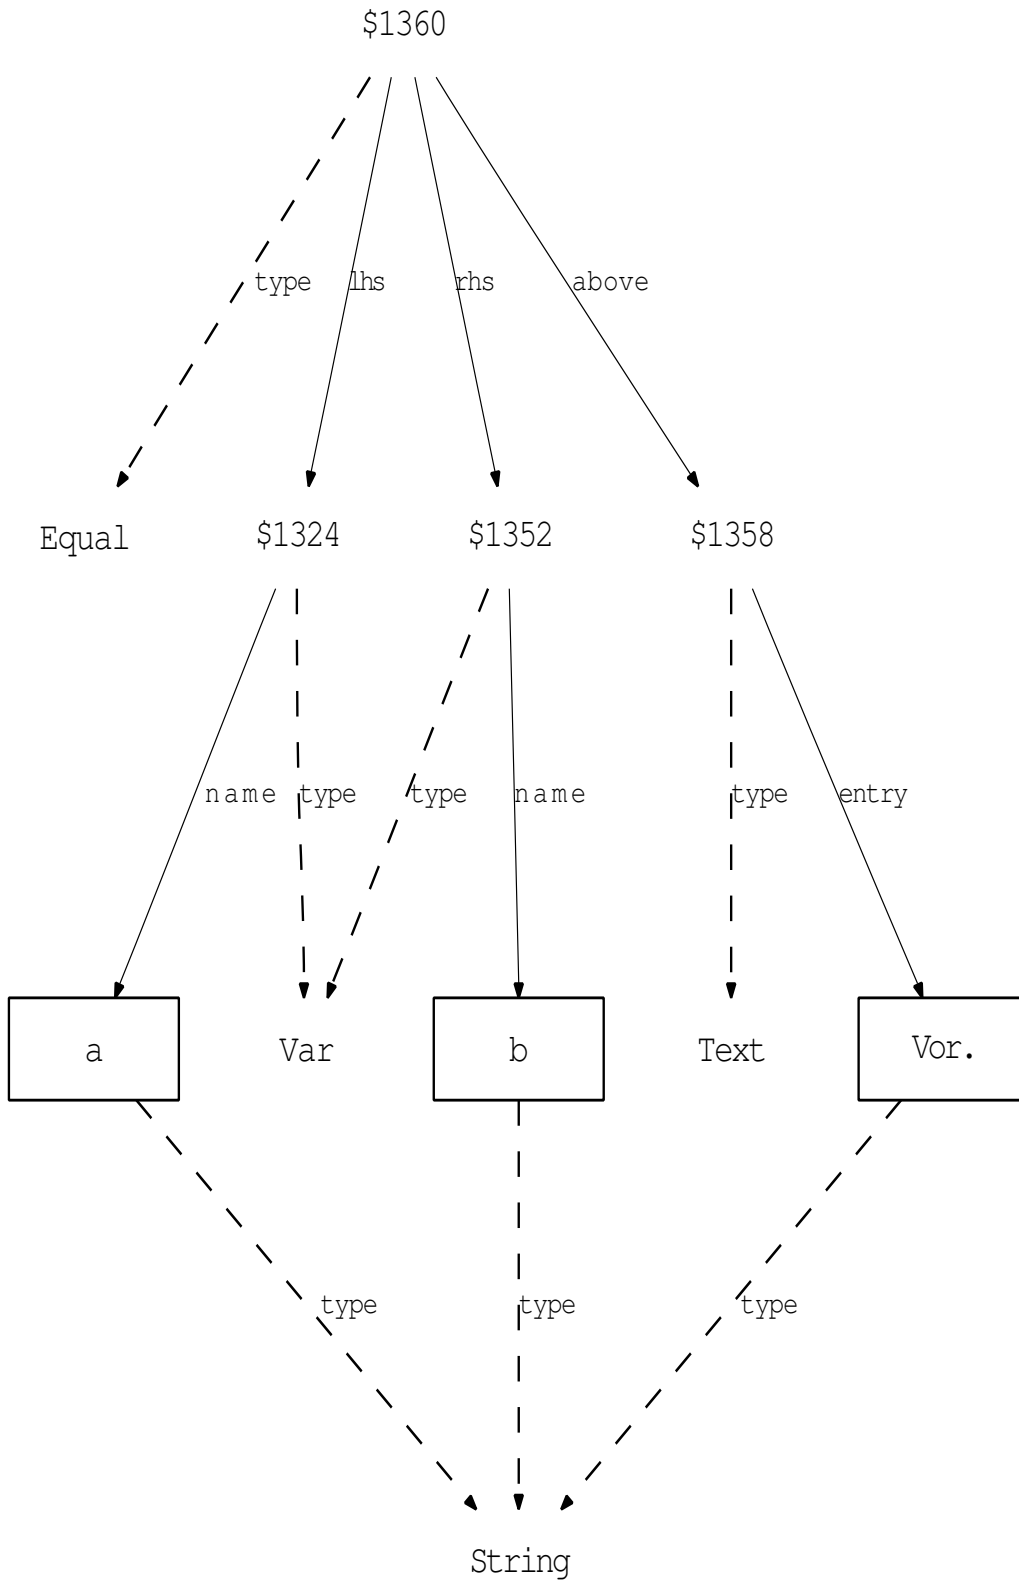 $1360
type lhs rhs above
Equal $1324 $1352 $1358
name type type name type entry
a Var b Text Vor.
type type type
String